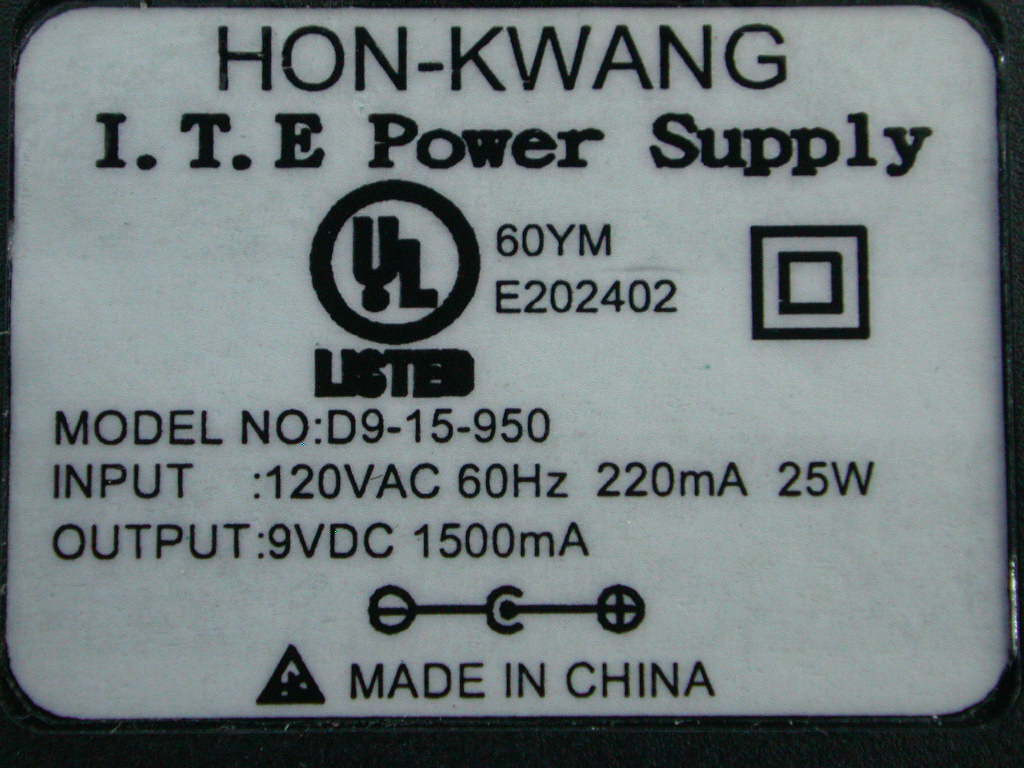 HON-KWANG
I.T.E Power Supply
UL
60YM
E202402
LISTED
MODEL NO:D9-15-950
INPUT :120VAC 60Hz 220mA 25W
OUTPUT:9VDC 1500mA
MADE IN CHINA